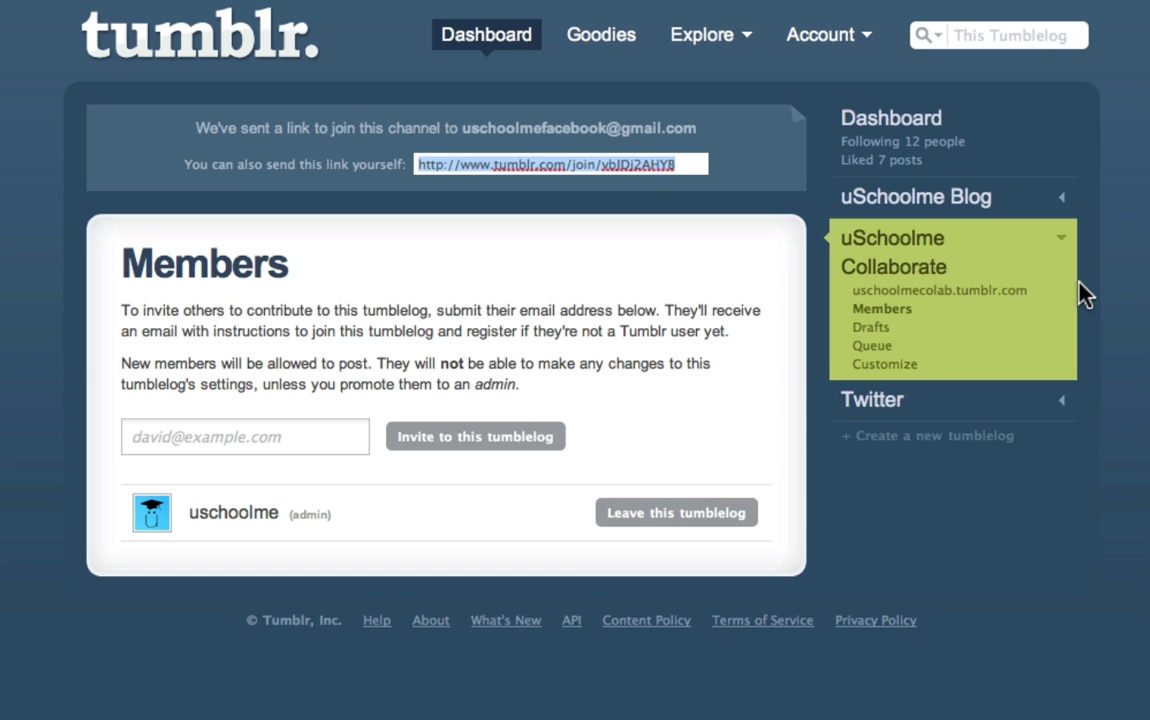 tumblr.
Dashboard Goodies Explore Account This Tumblelog
We've sent a link to join this channel to uschoolmefacebook@gmail.com
You can also send this link yourself: http://www.tumblr.com/join/ybJDj2AHYB
Members
To invite others to contribute to this tumblelog, submit their email address below. They'll receive
an email with instructions to join this tumblelog and register if they're not a Tumblr user yet.
New members will be allowed to post. They will not be able to make any changes to this
tumblelog's settings, unless you promote them to an admin.
david@example.com Invite to this tumblelog
uschoolme (admin) Leave this tumblelog
Dashboard
Following 12 people
Liked 7 posts
uSchoolme Blog
uSchoolme
Collaborate
uschoolmecolab.tumblr.com
Members
Drafts
Queue
Customize
Twitter
+ Create a new tumblelog
© Tumblr, Inc. Help About What's New API Content Policy Terms of Service Privacy Policy